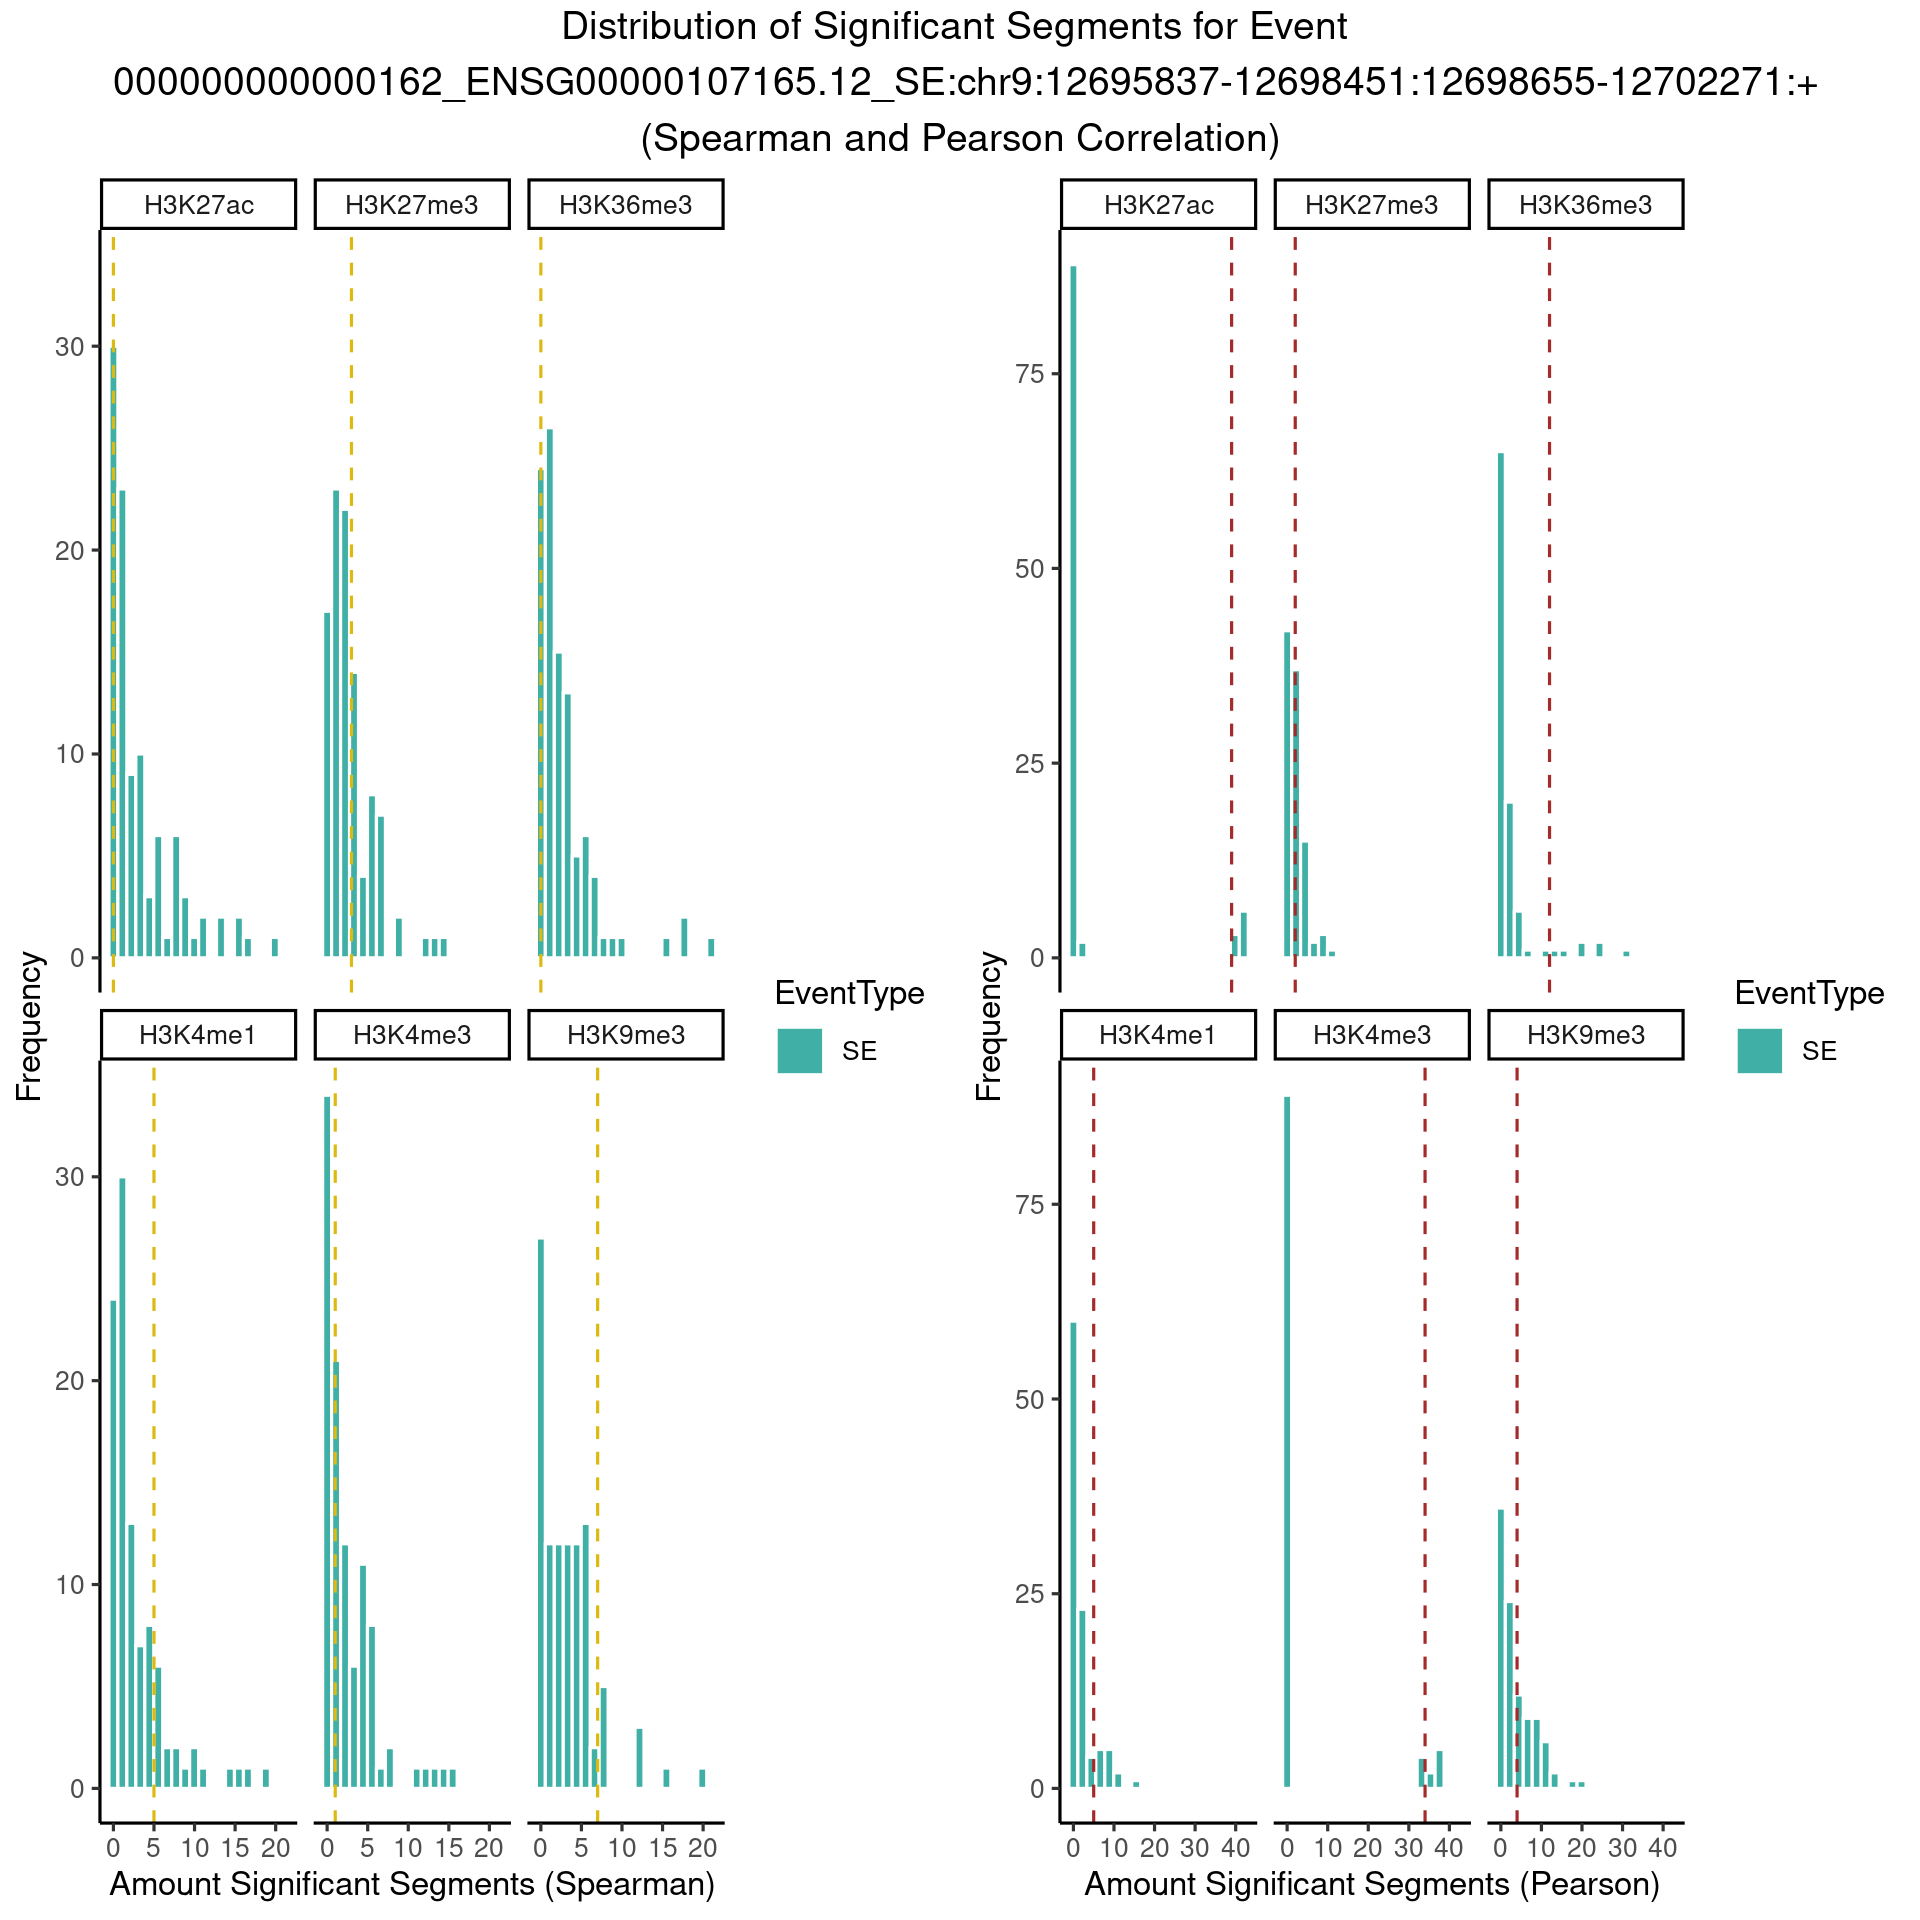 Distribution of Significant Segments for Event
000000000000162_ENSG00000107165.12_SE:chr9:12695837-12698451:12698655-12702271:+
(Spearman and Pearson Correlation)
H3K27ac
H3K27me3
H3K36me3
30
20
10
0
H3K4me1
H3K4me3
H3K9me3
30
20
10
0
0 5 10 15 20
0 5 10 15 20
0 5 10 15 20
Frequency
Amount Significant Segments (Spearman)
EventType
SE
H3K27ac
H3K27me3
H3K36me3
75
50
25
0
H3K4me1
H3K4me3
H3K9me3
75
50
25
0
0 10 20 30 40
0 10 20 30 40
0 10 20 30 40
Frequency
Amount Significant Segments (Pearson)
EventType
SE